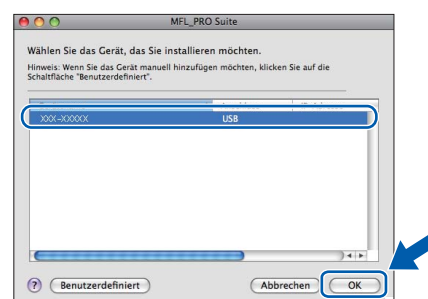 MFL_PRO Suite
Wählen Sie das Gerät, das Sie installieren möchten.
Hinweis: Wenn Sie das Gerät manuell hinzufügen möchten, klicken Sie auf die
Schaltfläche "Benutzerdefiniert".
XXX-XXXXX USB
? Benutzerdefiniert Abbrechen OK